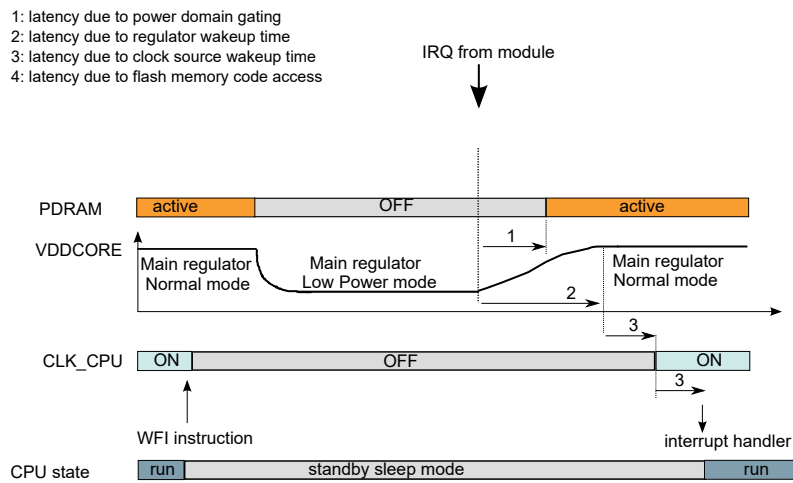 1: latency due to power domain gating
2: latency due to regulator wakeup time
3: latency due to clock source wakeup time
4: latency due to flash memory code access
IRQ from module
PDRAM
active
OFF
active
VDDCORE
1
Main regulator
Normal mode
Main regulator
Low Power mode
Main regulator
Normal mode
2
3
CLK_CPU
ON
OFF
ON
3
WFI instruction
interrupt handler
CPU state
run
standby sleep mode
run